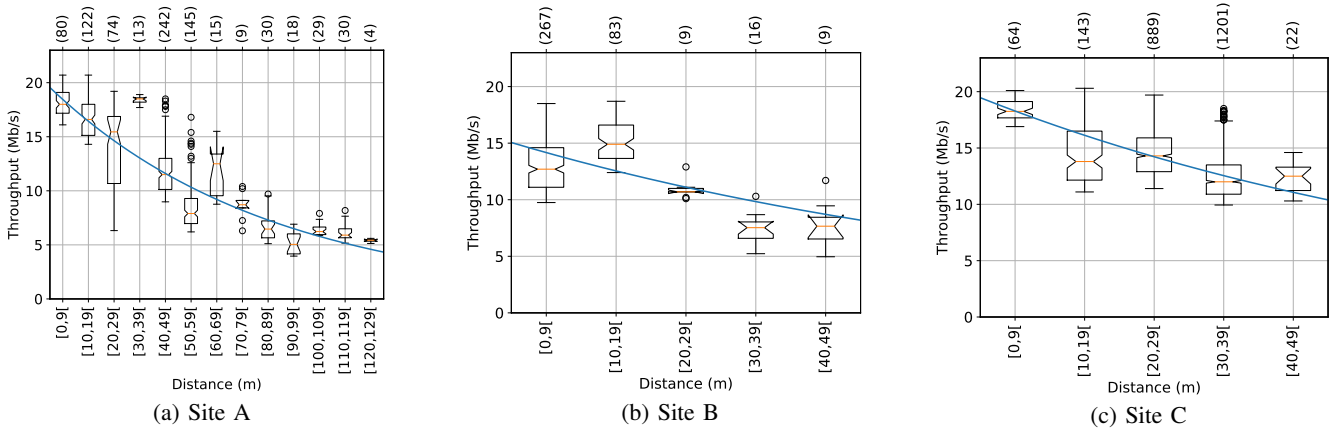 (80) (122) (74) (13) (242) (145) (15) (9) (30) (18) (29) (30) (4)
Throughput (Mb/s)
20
15
10
5
0
[0,9[ [10,19[ [20,29[ [30,39[ [40,49[ [50,59[ [60,69[ [70,79[ [80,89[ [90,99[ [100,109[ [110,119[ [120,129[
Distance (m)
(a) Site A
(267) (83) (9) (16) (9)
Throughput (Mb/s)
20
15
10
5
0
[0,9[ [10,19[ [20,29[ [30,39[ [40,49[
Distance (m)
(b) Site B
(64) (143) (889) (1201) (22)
Throughput (Mb/s)
20
15
10
5
0
[0,9[ [10,19[ [20,29[ [30,39[ [40,49[
Distance (m)
(c) Site C